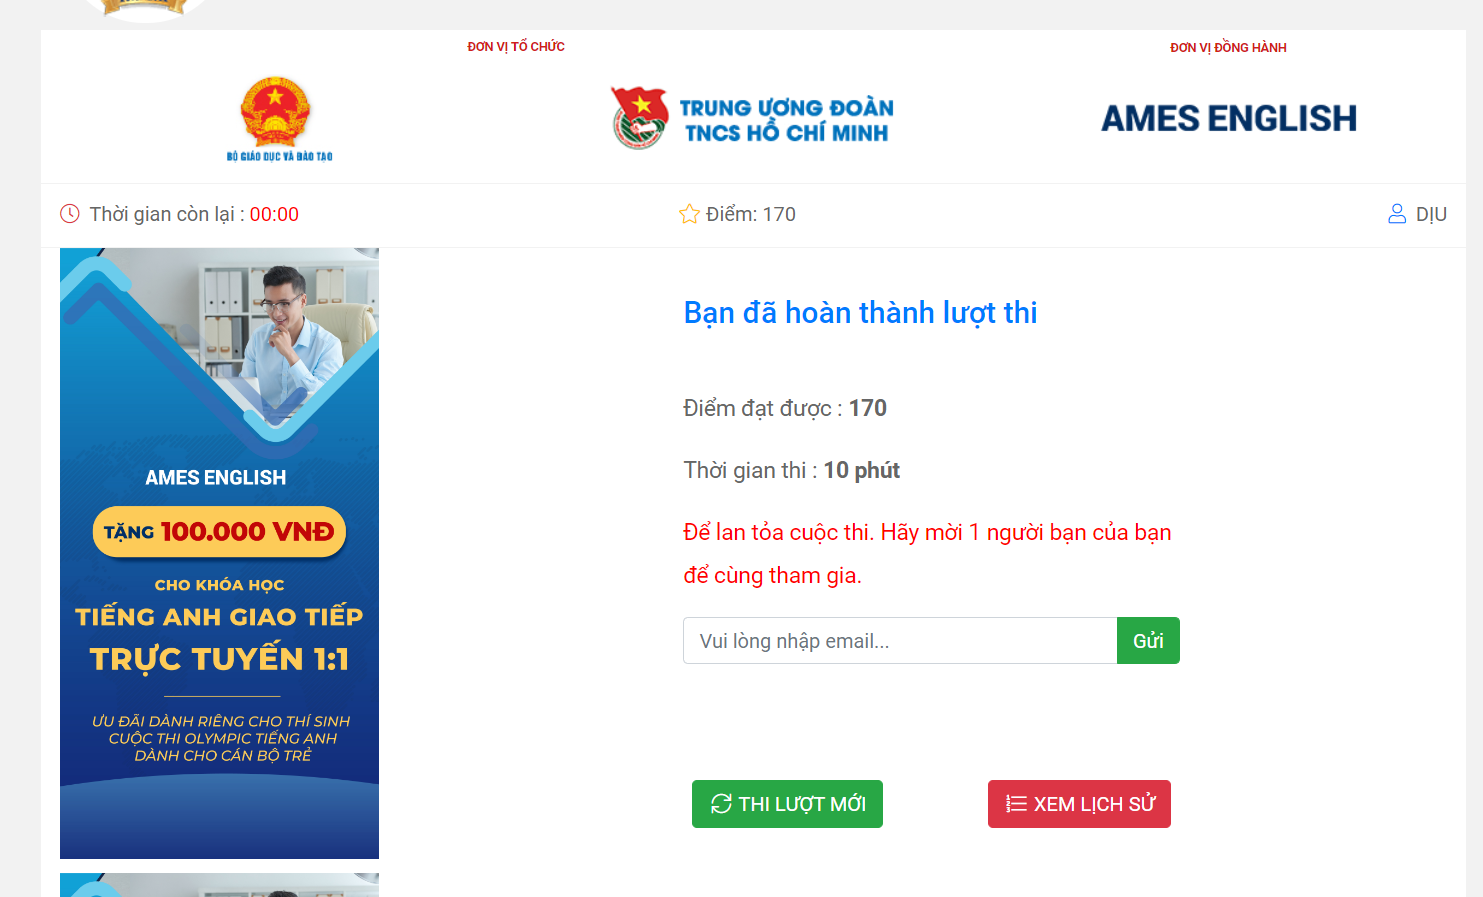 ĐƠN VỊ TỔ CHỨC
ĐƠN VỊ ĐỒNG HÀNH
BỘ GIÁO DỤC VÀ ĐÀO TẠO
TRUNG ƯƠNG ĐOÀN
TNCS HỒ CHÍ MINH
AMES ENGLISH
Thời gian còn lại : 00:00
Điểm: 170
DỊU
Bạn đã hoàn thành lượt thi
Điểm đạt được : 170
Thời gian thi : 10 phút
Để lan tỏa cuộc thi. Hãy mời 1 người bạn của bạn
để cùng tham gia.
Vui lòng nhập email...
Gửi
THI LƯỢT MỚI
XEM LỊCH SỬ
AMES ENGLISH
TẶNG 100.000 VNĐ
CHO KHÓA HỌC
TIẾNG ANH GIAO TIẾP
TRỰC TUYẾN 1:1
ƯU ĐÃI DÀNH RIÊNG CHO THÍ SINH
CUỘC THI OLYMPIC TIẾNG ANH
DÀNH CHO CÁN BỘ TRẺ